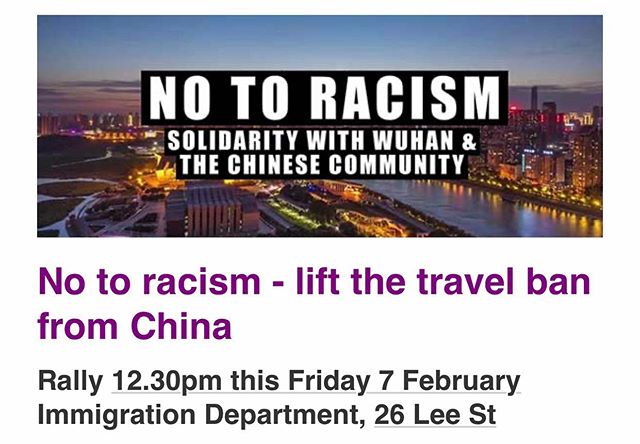 NO TO RACISM
SOLIDARITY WITH WUHAN &
THE CHINESE COMMUNITY
No to racism - lift the travel ban
from China
Rally 12.30pm this Friday 7 February
Immigration Department, 26 Lee St